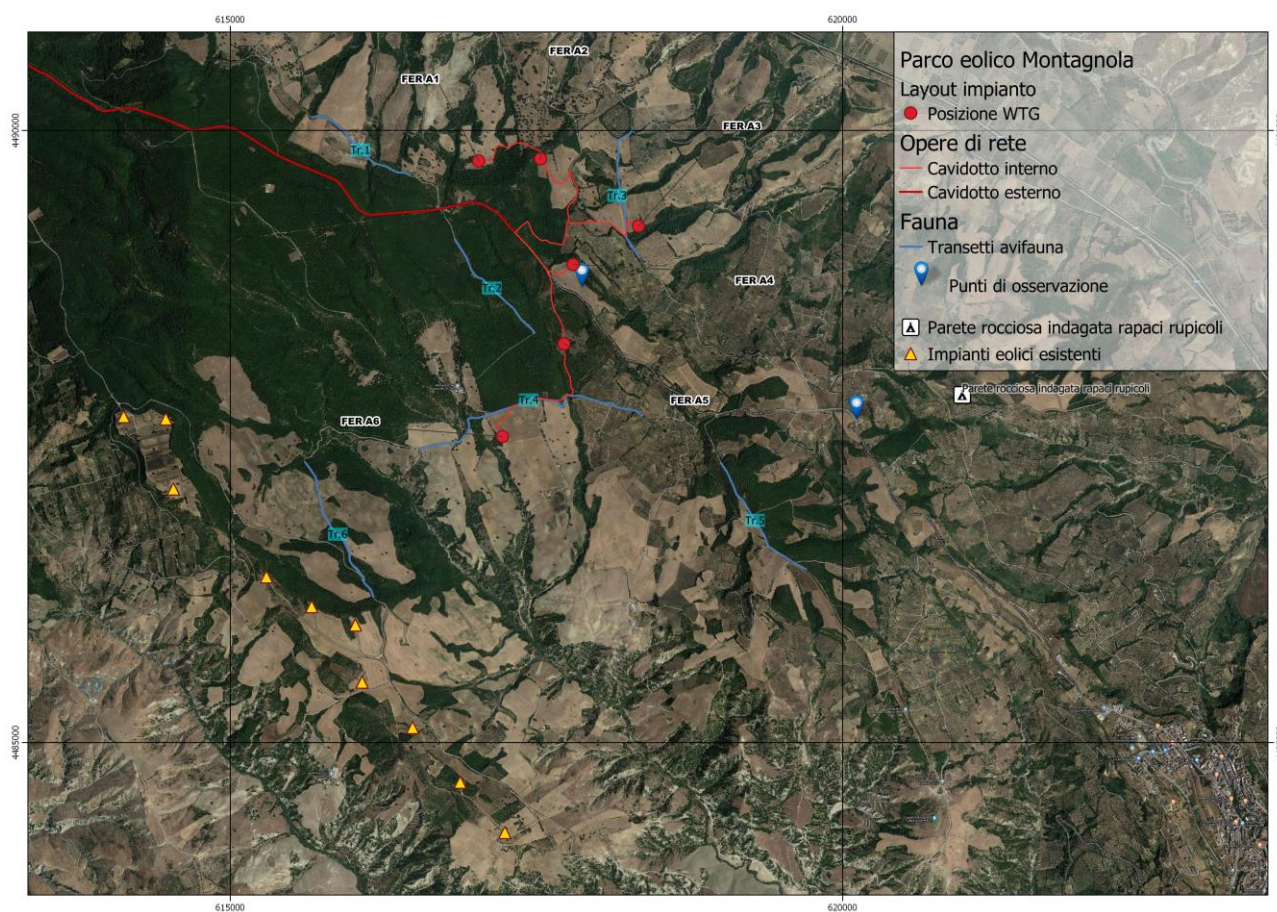 615000
620000
FER A2
FER A1
Parco eolico Montagnola
Layout impianto
Posizione WTG
Opere di rete
Cavidotto interno
Cavidotto esterno
Fauna
Transetti avifauna
Punti di osservazione
Parete rocciosa indagata rapaci rupicoli
Impianti eolici esistenti
4490000
FER A3
Tr.1
Tr.3
FER A4
Tr.2
Parete rocciosa indagata rapaci rupicoli
Tr.4
FER A5
FER A6
Tr.5
Tr.6
4485000
615000
620000